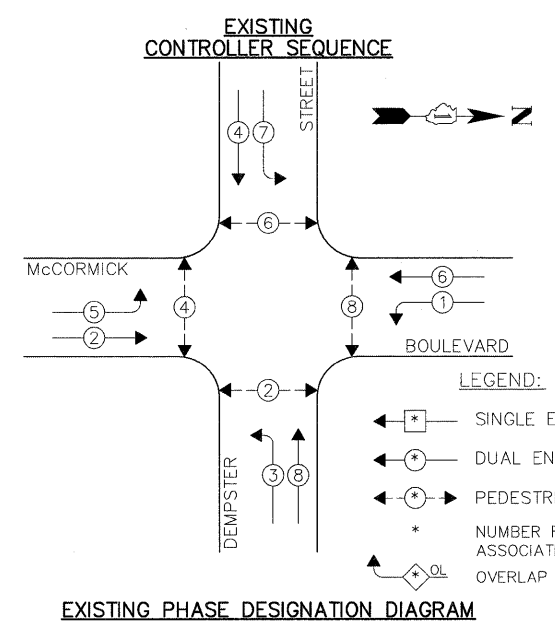 EXISTING
CONTROLLER SEQUENCE
STREET
N
4 7
6
McCORMICK
6
5
4
8
1
2
BOULEVARD
LEGEND:
2
* SINGLE E
DEMPSTER
3 8
* DUAL EN
* PEDESTR
* NUMBER
ASSOCIAT
* OL OVERLAP
EXISTING PHASE DESIGNATION DIAGRAM